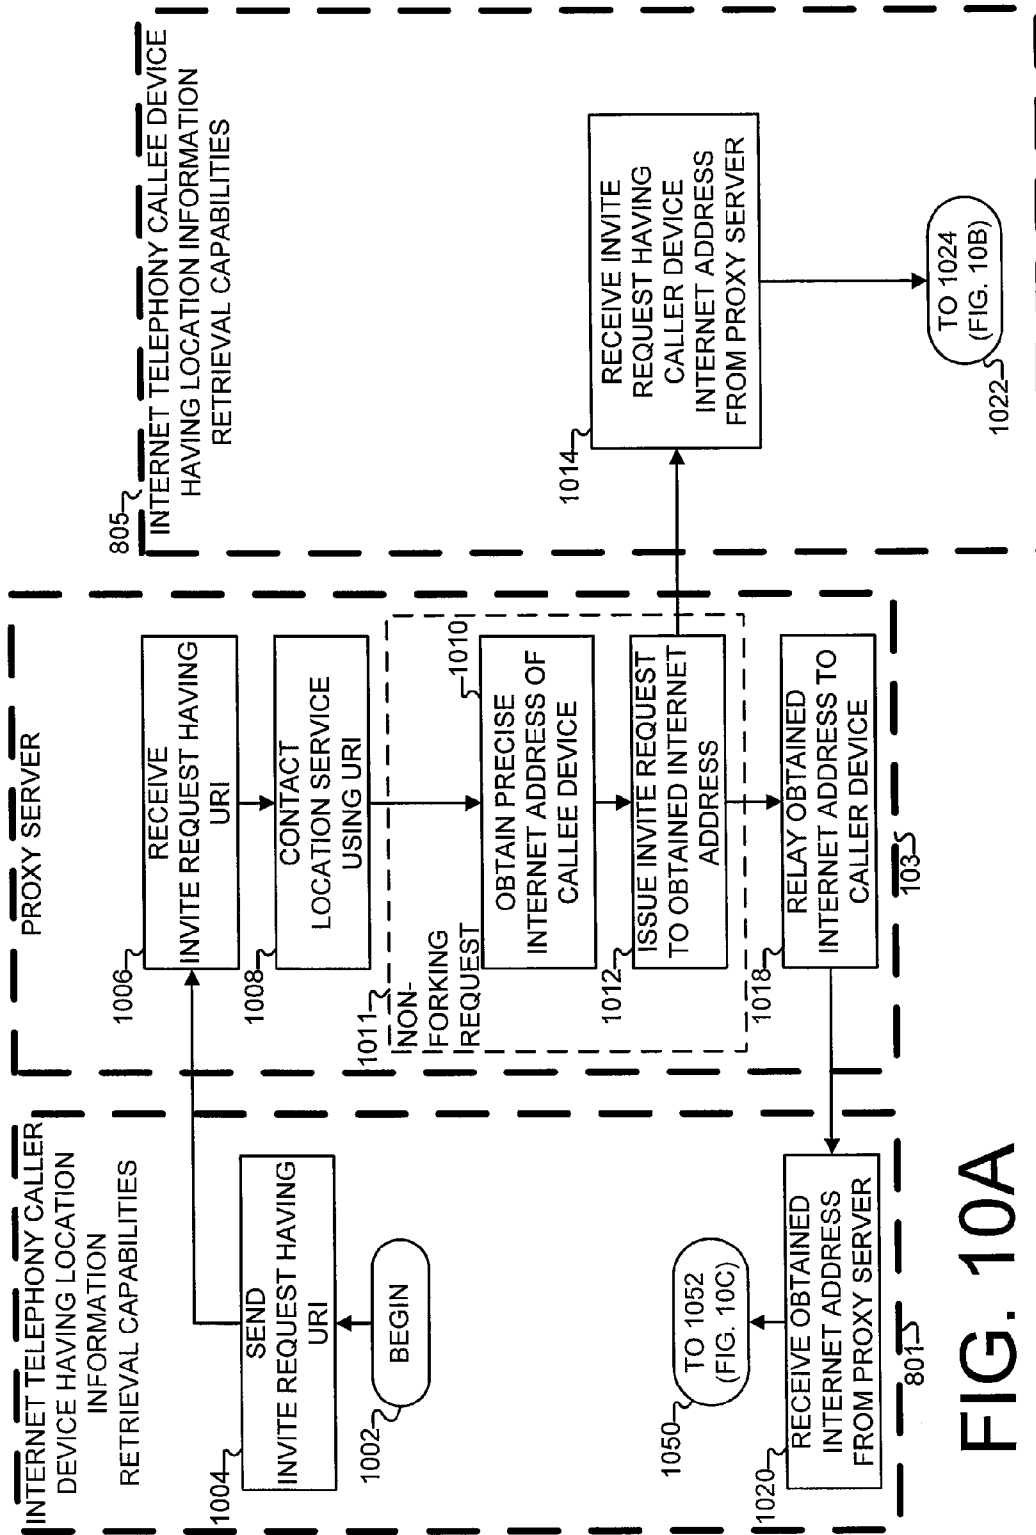 INTERNET TELEPHONY CALLER
DEVICE HAVING LOCATION
INFORMATION
RETRIEVAL CAPABILITIES
1004
SEND
INVITE REQUEST HAVING
URI
1002
BEGIN
1050
TO 1052
(FIG. 10C)
1020
RECEIVE OBTAINED
INTERNET ADDRESS
FROM PROXY SERVER
801
PROXY SERVER
1006
RECEIVE
INVITE REQUEST HAVING
URI
1008
CONTACT
LOCATION SERVICE
USING URI
1011
NON-
FORKING
REQUEST
1010
OBTAIN PRECISE
INTERNET ADDRESS OF
CALLEE DEVICE
1012
ISSUE INVITE REQUEST
TO OBTAINED INTERNET
ADDRESS
1018
RELAY OBTAINED
INTERNET ADDRESS TO
CALLER DEVICE
103
805
INTERNET TELEPHONY CALLEE DEVICE
HAVING LOCATION INFORMATION
RETRIEVAL CAPABILITIES
1014
RECEIVE INVITE
REQUEST HAVING
CALLER DEVICE
INTERNET ADDRESS
FROM PROXY SERVER
1022
TO 1024
(FIG. 10B)
FIG. 10A